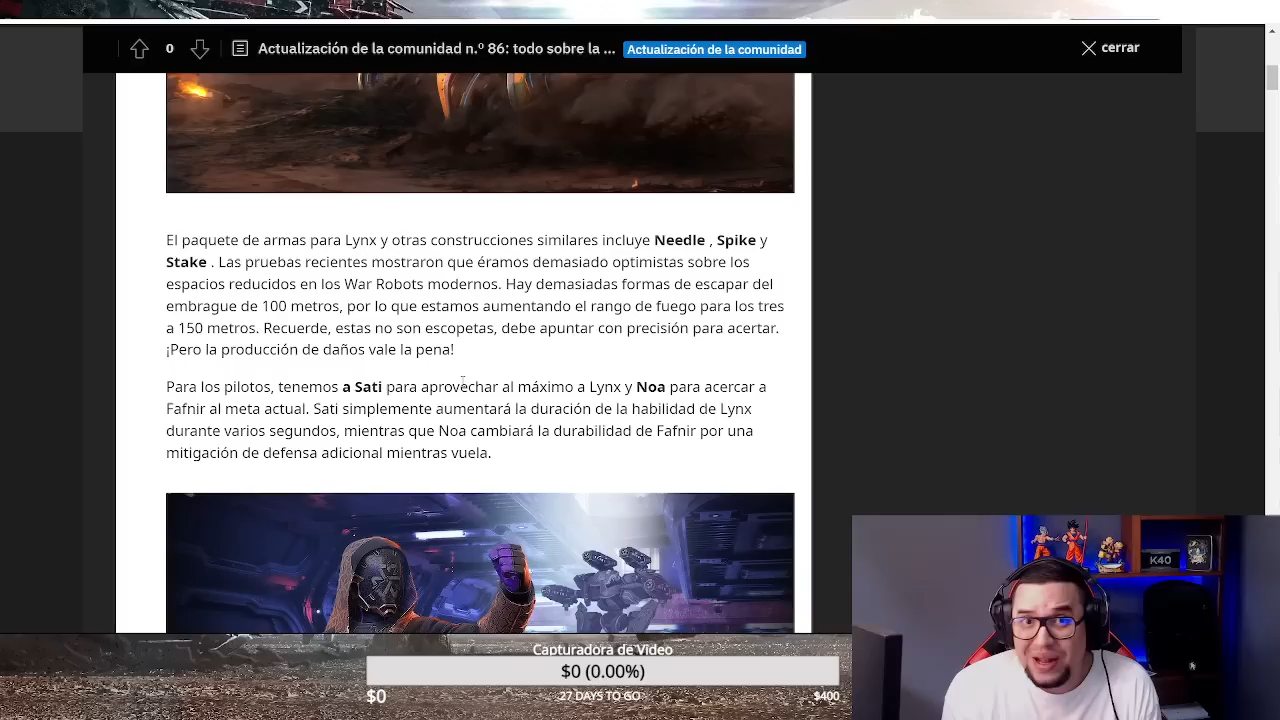 0
Actualización de la comunidad n.º 86: todo sobre la ...
Actualización de la comunidad
cerrar
El paquete de armas para Lynx y otras construcciones similares incluye Needle , Spike y
Stake . Las pruebas recientes mostraron que éramos demasiado optimistas sobre los
espacios reducidos en los War Robots modernos. Hay demasiadas formas de escapar del
embrague de 100 metros, por lo que estamos aumentando el rango de fuego para los tres
a 150 metros. Recuerde, estas no son escopetas, debe apuntar con precisión para acertar.
¡Pero la producción de daños vale la pena!
Para los pilotos, tenemos a Sati para aprovechar al máximo a Lynx y Noa para acercar a
Fafnir al meta actual. Sati simplemente aumentará la duración de la habilidad de Lynx
durante varios segundos, mientras que Noa cambiará la durabilidad de Fafnir por una
mitigación de defensa adicional mientras vuela.
K40
Capturadora de Video
$0 (0.00%)
$0
27 DAYS TO GO
$400